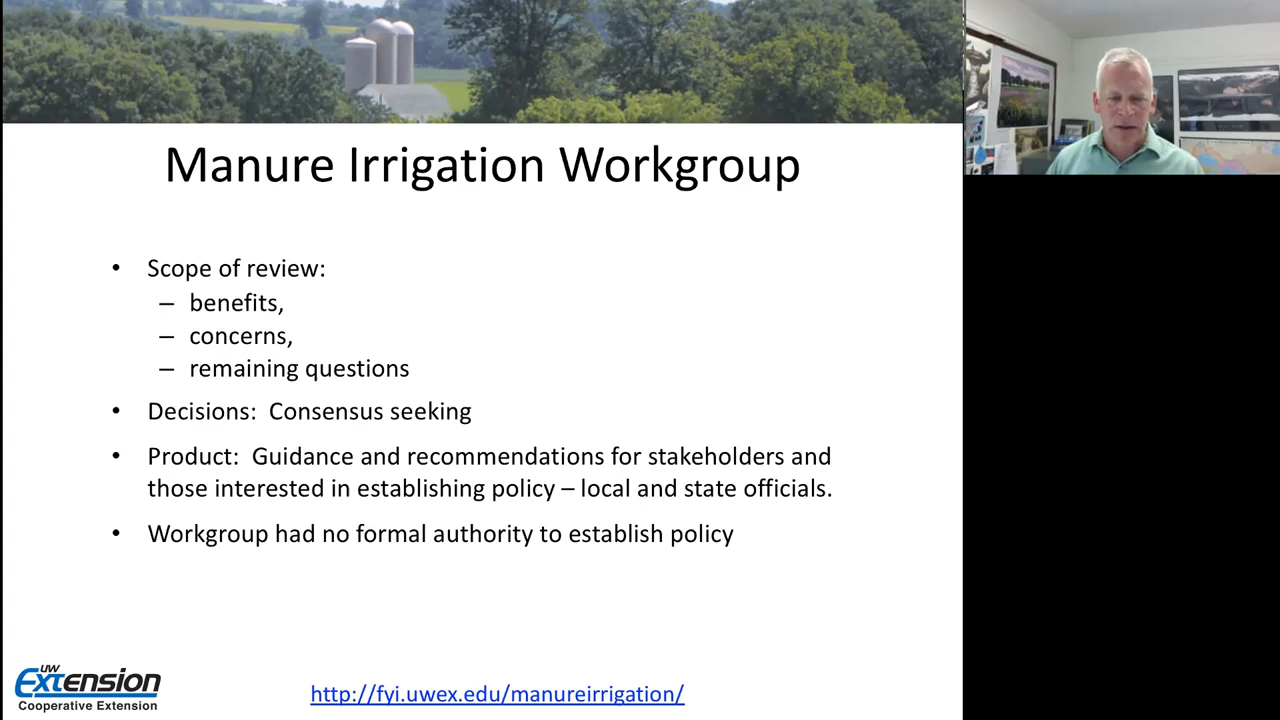 Manure Irrigation Workgroup
• Scope of review:
– benefits,
– concerns,
– remaining questions
• Decisions:  Consensus seeking
• Product:  Guidance and recommendations for stakeholders and
those interested in establishing policy – local and state officials.
• Workgroup had no formal authority to establish policy
UW
Extension
Cooperative Extension
http://fyi.uwex.edu/manureirrigation/